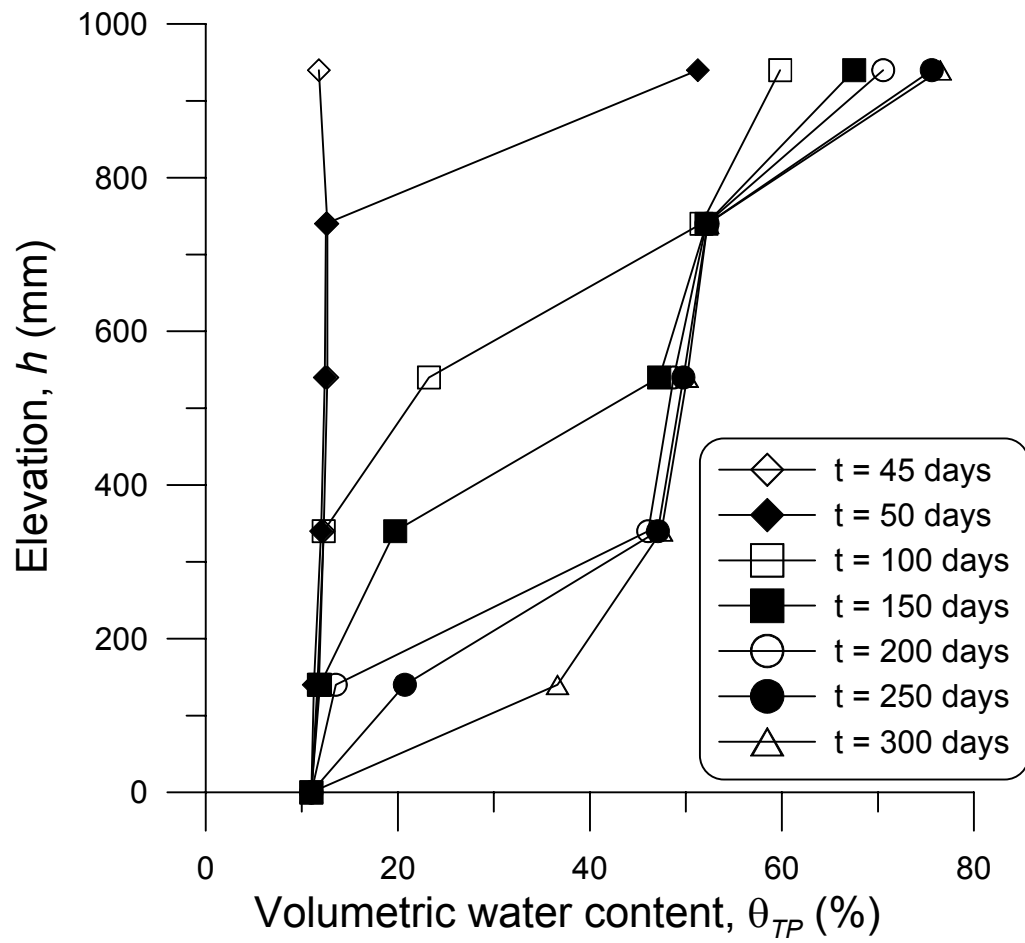 1000
800
600
400
200
0
Elevation, h (mm)
t = 45 days
t = 50 days
t = 100 days
t = 150 days
t = 200 days
t = 250 days
t = 300 days
0 20 40 60 80
Volumetric water content, θTP (%)